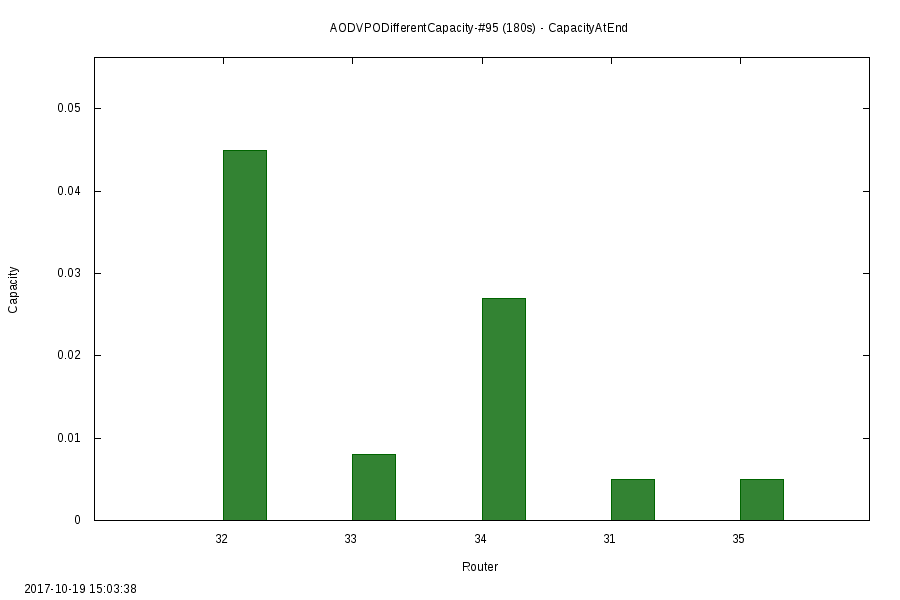 AODVPODifferentCapacity-#95 (180s) - CapacityAtEnd
0.05
0.04
0.03
0.02
0.01
0
Capacity
32 33 34 31 35
Router
2017-10-19 15:03:38